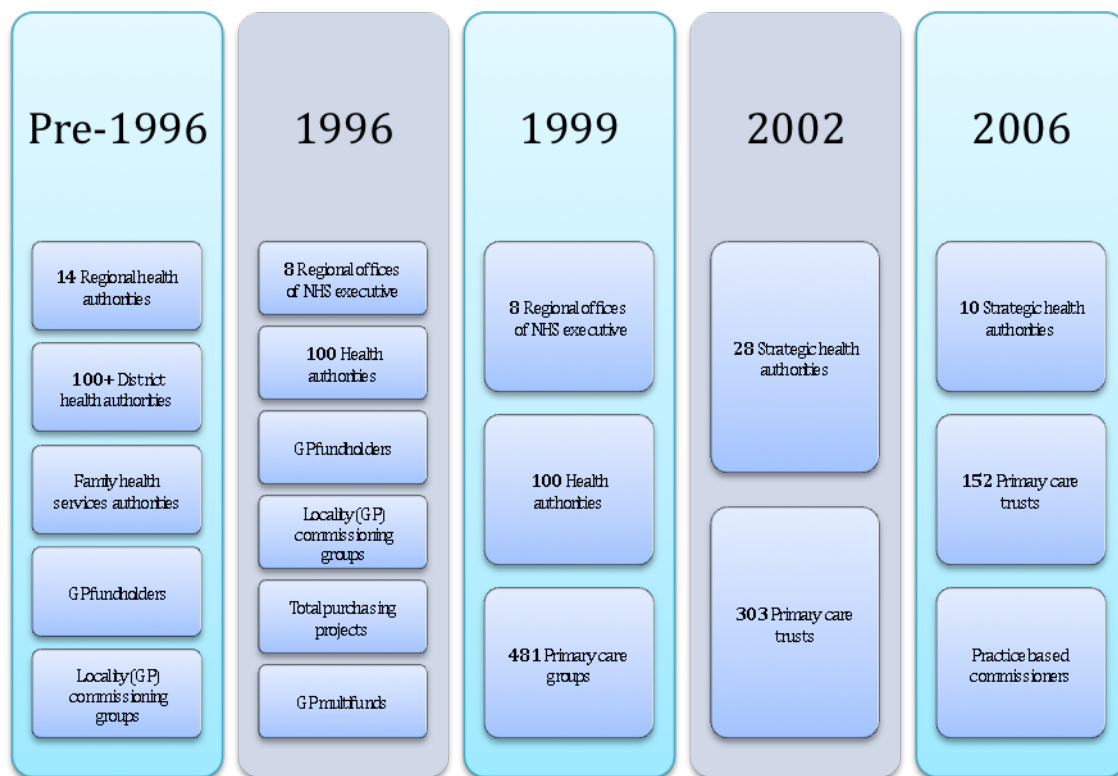 Pre-1996
14 Regional health
authorities
100+ District
health authorities
Family health
services authorities
GP fundholders
Locality (GP)
commissioning
groups
1996
8 Regional offices
of NHS executive
100 Health
authorities
GP fundholders
Locality (GP)
commissioning
groups
Total purchasing
projects
GP multifunds
1999
8 Regional offices
of NHS executive
100 Health
authorities
481 Primary care
groups
2002
28 Strategic health
authorities
303 Primary care
trusts
2006
10 Strategic health
authorities
152 Primary care
trusts
Practice based
commissioners